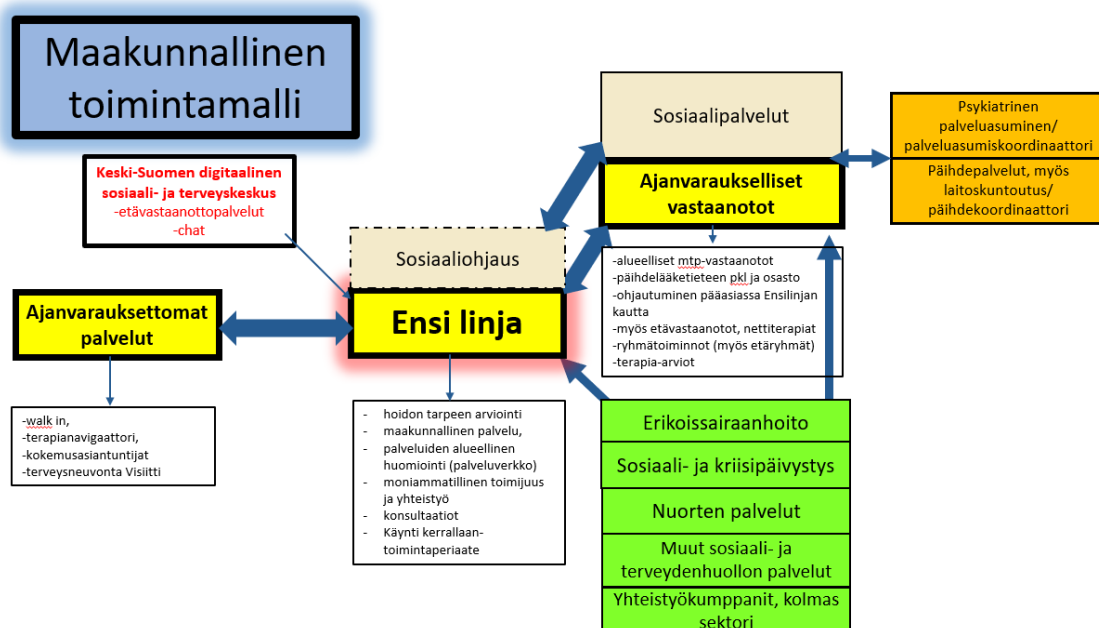 Maakunnallinen
toimintamalli
Keski-Suomen digitaalinen
sosiaali- ja terveyskeskus
-etävastaanottopalvelut
-chat
Sosiaalipalvelut
Ajanvaraukselliset
vastaanotot
Psykiatrinen
palveluasuminen/
palveluasumiskoordinaattori
Päihdepalvelut, myös
laitoskuntoutus/
päihdekoordinaattori
Sosiaaliohjaus
Ensi linja
Ajanvarauksettomat
palvelut
-alueelliset mtp-vastaanotot
-päihdelääketieteen pkl ja osasto
-ohjautuminen pääasiassa Ensilinjan
kautta
-myös etävastaanotot, nettiterapiat
-ryhmätoiminnot (myös etäryhmät)
-terapia-arviot
-walk in,
-terapianavigaattori,
-kokemusasiantuntijat
-terveysneuvonta Visiitti
- hoidon tarpeen arviointi
- maakunnallinen palvelu,
- palveluiden alueellinen
huomiointi (palveluverkko)
- moniammatillinen toimijuus
ja yhteistyö
- konsultaatiot
- Käynti kerrallaan-
toimintaperiaate
Erikoissairaanhoito
Sosiaali- ja kriisipäivystys
Nuorten palvelut
Muut sosiaali- ja
terveydenhuollon palvelut
Yhteistyökumppanit, kolmas
sektori